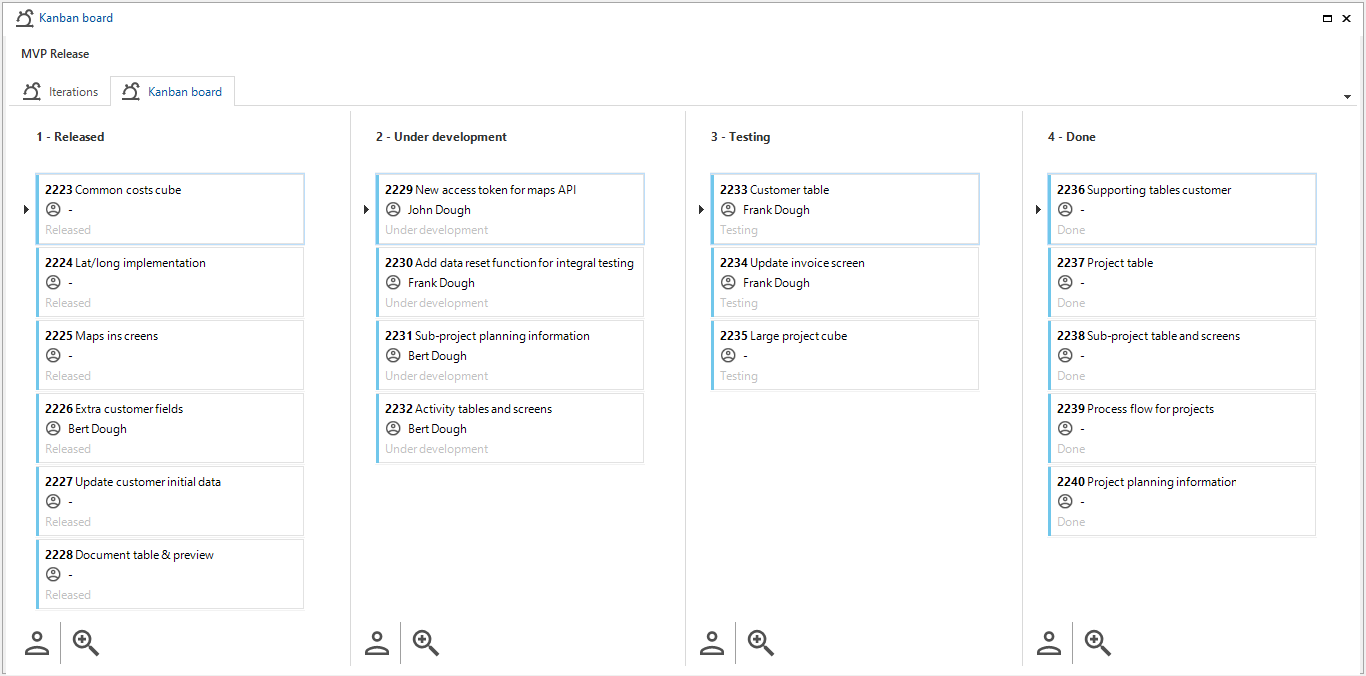 Kanban board
MVP Release
Iterations
Kanban board
1 - Released
2223 Common costs cube
-
Released
2224 Lat/long implementation
-
Released
2225 Maps ins creens
-
Released
2226 Extra customer fields
Bert Dough
Released
2227 Update customer initial data
-
Released
2228 Document table & preview
-
Released
2 - Under development
2229 New access token for maps API
John Dough
Under development
2230 Add data reset function for integral testing
Frank Dough
Under development
2231 Sub-project planning information
Bert Dough
Under development
2232 Activity tables and screens
Bert Dough
Under development
3 - Testing
2233 Customer table
Frank Dough
Testing
2234 Update invoice screen
Frank Dough
Testing
2235 Large project cube
-
Testing
4 - Done
2236 Supporting tables customer
-
Done
2237 Project table
-
Done
2238 Sub-project table and screens
-
Done
2239 Process flow for projects
-
Done
2240 Project planning information
-
Done